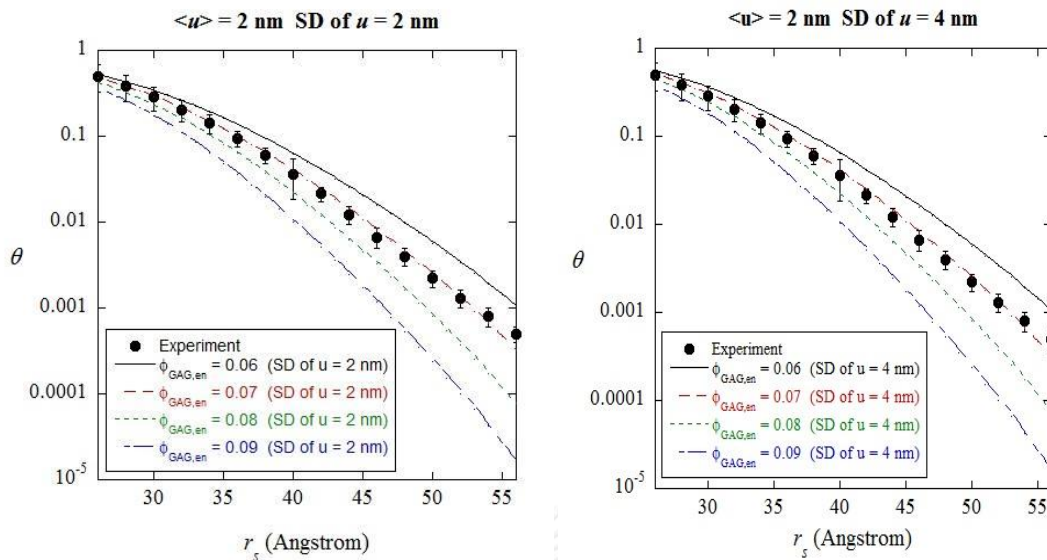 <u> = 2 nm SD of u = 2 nm
1
0.1
0.01
θ
0.001
0.0001
10-5
Experiment
ϕGAG,en = 0.06 (SD of u = 2 nm)
ϕGAG,en = 0.07 (SD of u = 2 nm)
ϕGAG,en = 0.08 (SD of u = 2 nm)
ϕGAG,en = 0.09 (SD of u = 2 nm)
30 35 40 45 50 55
rs (Angstrom)
<u> = 2 nm SD of u = 4 nm
1
0.1
0.01
θ
0.001
0.0001
10-5
Experiment
ϕGAG,en = 0.06 (SD of u = 4 nm)
ϕGAG,en = 0.07 (SD of u = 4 nm)
ϕGAG,en = 0.08 (SD of u = 4 nm)
ϕGAG,en = 0.09 (SD of u = 4 nm)
30 35 40 45 50 55
rs (Angstrom)